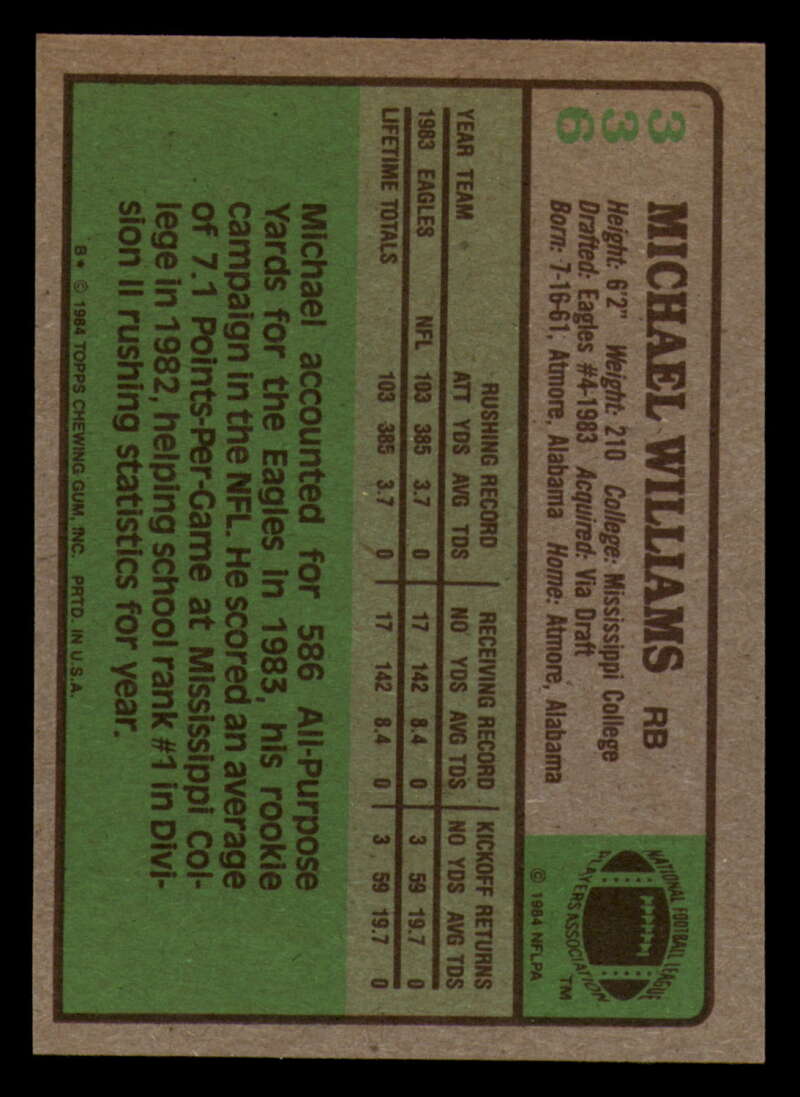 336
MICHAEL WILLIAMS RB
Height: 6'2" Weight: 210 College: Mississippi College
Drafted: Eagles #4-1983 Acquired: Via Draft
Born: 7-16-61, Atmore, Alabama Home: Atmore, Alabama
NATIONAL FOOTBALL LEAGUE
PLAYERS ASSOCIATION
TM
© 1984 NFLPA
RUSHING RECORD RECEIVING RECORD KICKOFF RETURNS
YEAR TEAM ATT YDS AVG TDS NO YDS AVG TDS NO YDS AVG TDS
1983 EAGLES NFL 103 385 3.7 0 17 142 8.4 0 3 59 19.7 0
LIFETIME TOTALS 103 385 3.7 0 17 142 8.4 0 3 59 19.7 0
Michael accounted for 586 All-Purpose
Yards for the Eagles in 1983, his rookie
campaign in the NFL. He scored an average
of 7.1 Points-Per-Game at Mississippi Col-
lege in 1982, helping school rank #1 in Divi-
sion II rushing statistics for year.
B* © 1984 TOPPS CHEWING GUM, INC. PRTD. IN U.S.A.